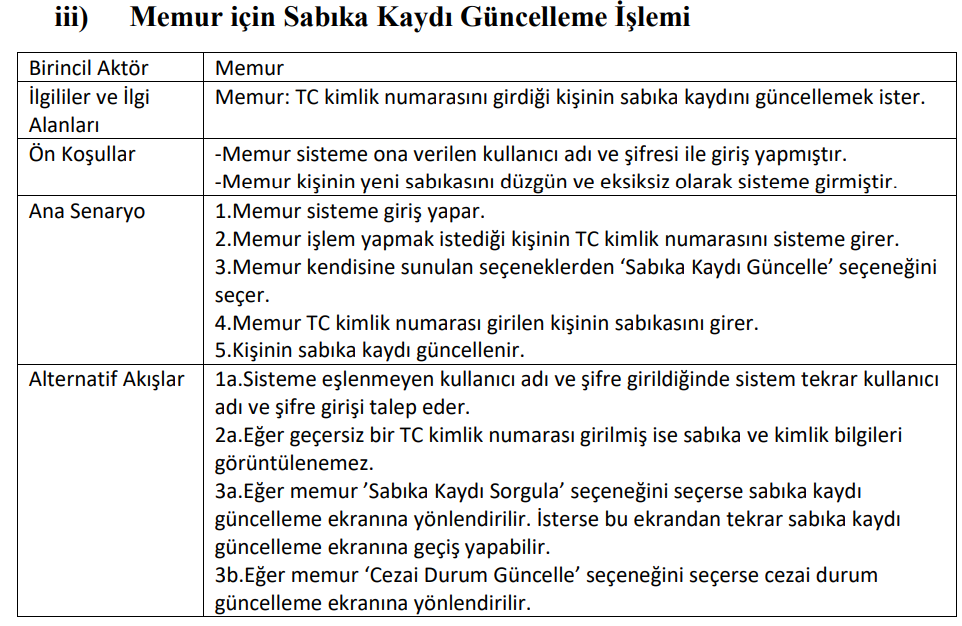 iii) Memur için Sabıka Kaydı Güncelleme İşlemi
Birincil Aktör
Memur
İlgililer ve İlgi
Alanları
Memur: TC kimlik numarasını girdiği kişinin sabıka kaydını güncellemek ister.
Ön Koşullar
-Memur sisteme ona verilen kullanıcı adı ve şifresi ile giriş yapmıştır.
-Memur kişinin yeni sabıkasını düzgün ve eksiksiz olarak sisteme girmiştir.
Ana Senaryo
1.Memur sisteme giriş yapar.
2.Memur işlem yapmak istediği kişinin TC kimlik numarasını sisteme girer.
3.Memur kendisine sunulan seçeneklerden ‘Sabıka Kaydı Güncelle’ seçeneğini
seçer.
4.Memur TC kimlik numarası girilen kişinin sabıkasını girer.
5.Kişinin sabıka kaydı güncellenir.
Alternatif Akışlar
1a.Sisteme eşlenmeyen kullanıcı adı ve şifre girildiğinde sistem tekrar kullanıcı
adı ve şifre girişi talep eder.
2a.Eğer geçersiz bir TC kimlik numarası girilmiş ise sabıka ve kimlik bilgileri
görüntülenemez.
3a.Eğer memur ’Sabıka Kaydı Sorgula’ seçeneğini seçerse sabıka kaydı
güncelleme ekranına yönlendirilir. İsterse bu ekrandan tekrar sabıka kaydı
güncelleme ekranına geçiş yapabilir.
3b.Eğer memur ‘Cezai Durum Güncelle’ seçeneğini seçerse cezai durum
güncelleme ekranına yönlendirilir.